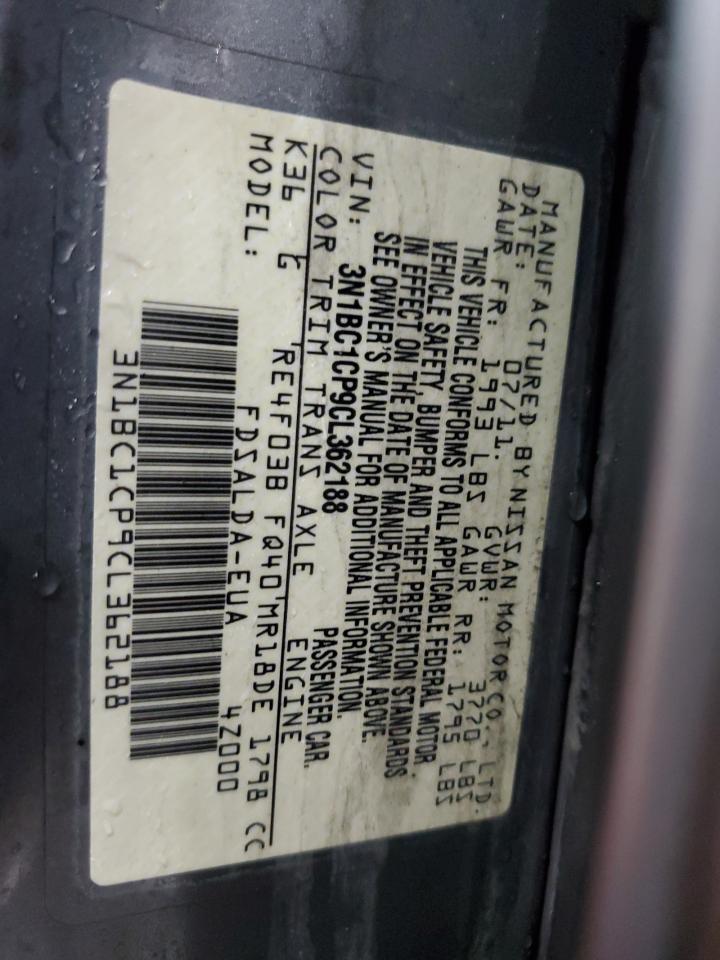 MANUFACTURED BY NISSAN MOTOR CO., LTD.
DATE: 07/11. GVWR: 3770 LBS
GAWR FR: 1993 LBS GAWR RR: 1795 LBS
THIS VEHICLE CONFORMS TO ALL APPLICABLE FEDERAL MOTOR
VEHICLE SAFETY, BUMPER AND THEFT PREVENTION STANDARDS
IN EFFECT ON THE DATE OF MANUFACTURE SHOWN ABOVE.
SEE OWNER'S MANUAL FOR ADDITIONAL INFORMATION.
VIN: 3N1BC1CP9CL362188 PASSENGER CAR.
COLOR TRIM TRANS AXLE ENGINE
K36 G RE4F03B FQ40 MR18DE 1798 CC
MODEL: FDSALDA-EUA 4Z000
3N1BC1CP9CL362188